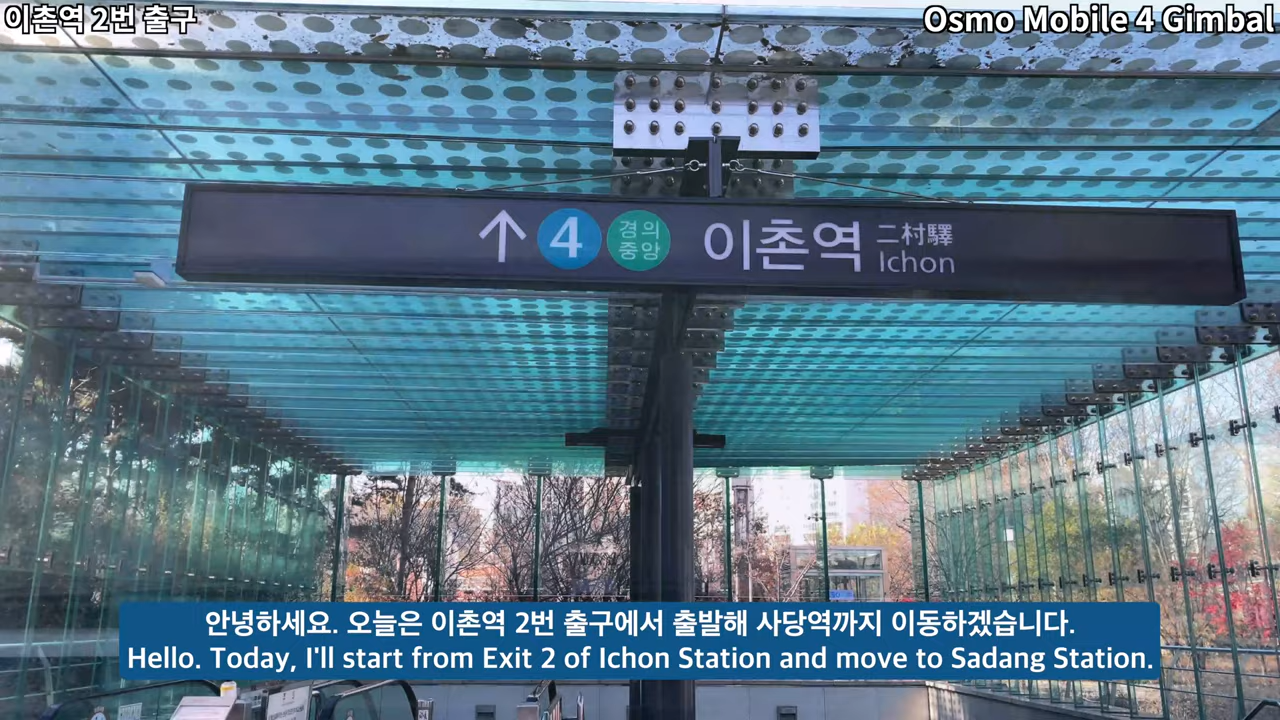 이촌역 2번 출구
Osmo Mobile 4 Gimbal
4 경의 중앙 이촌역 二村驛 Ichon
안녕하세요. 오늘은 이촌역 2번 출구에서 출발해 사당역까지 이동하겠습니다.
Hello. Today, I'll start from Exit 2 of Ichon Station and move to Sadang Station.